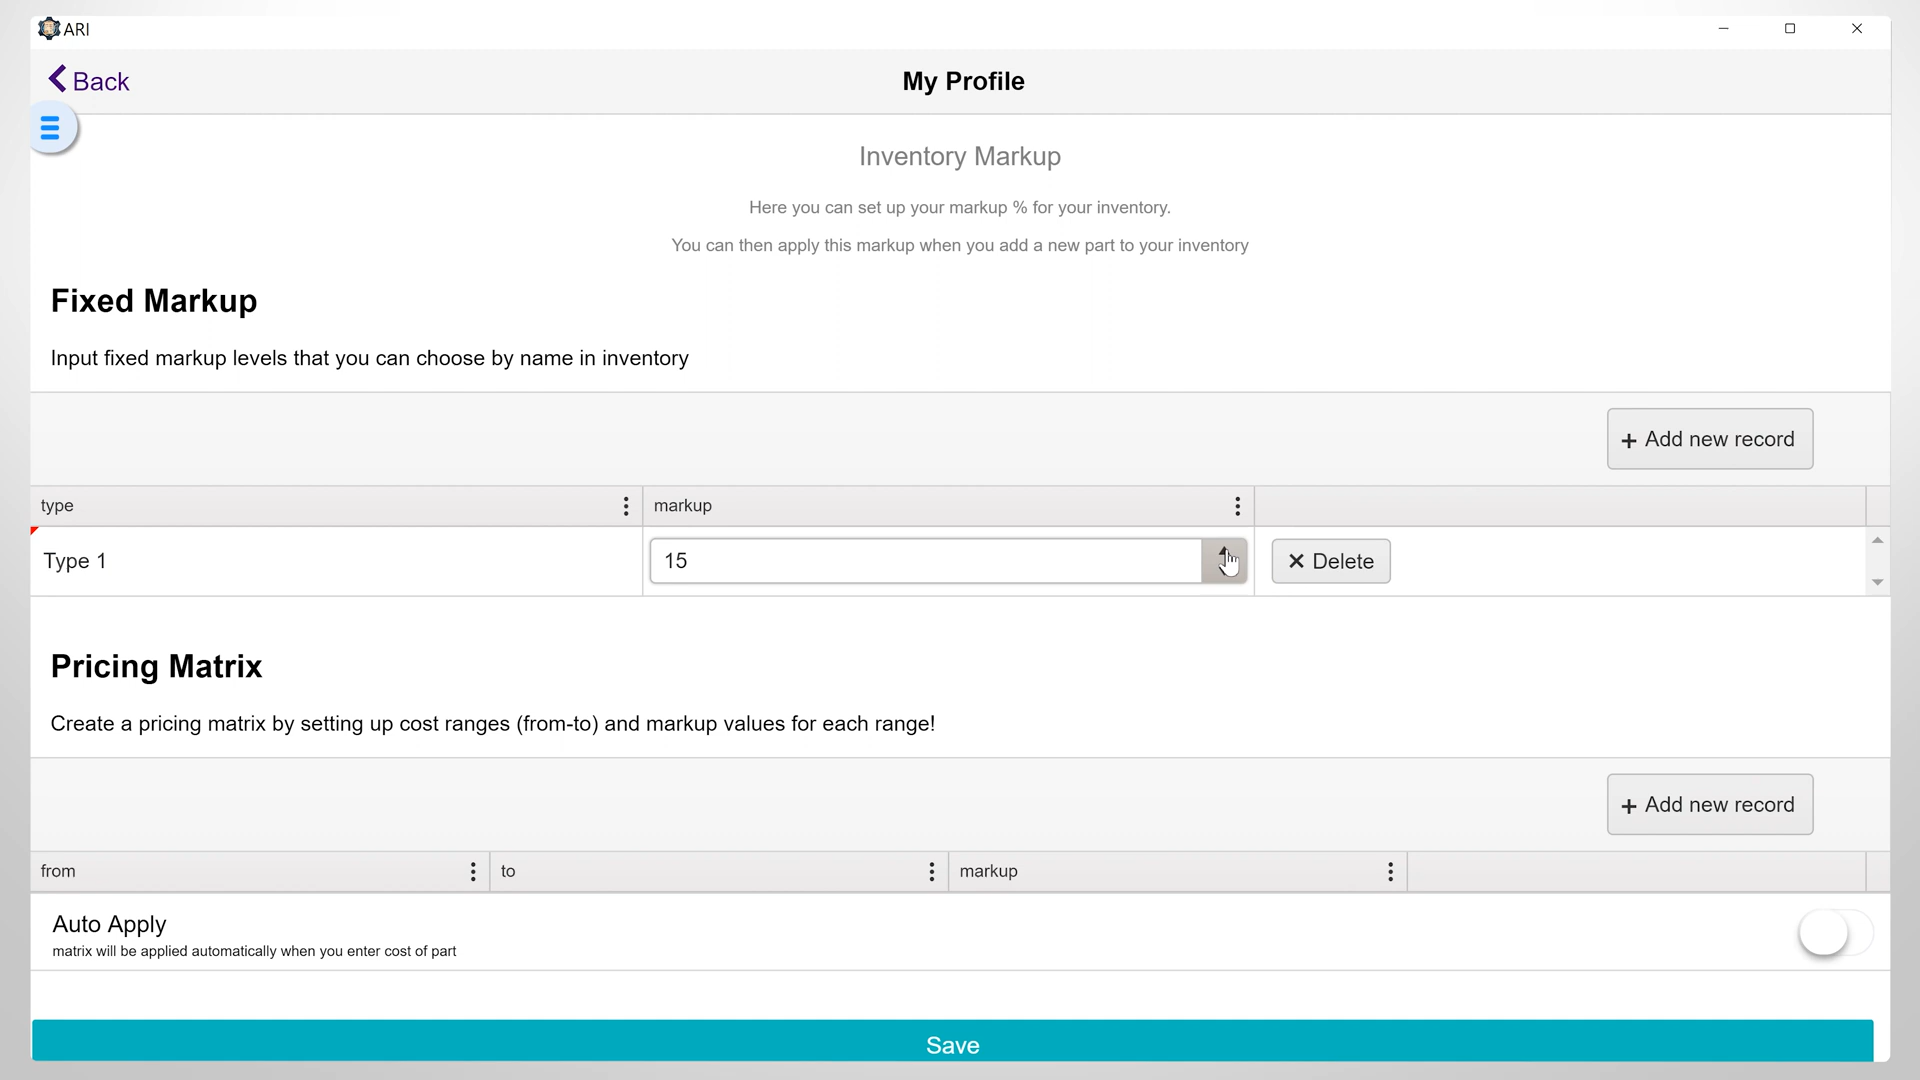 ARI
Back
My Profile
Inventory Markup
Here you can set up your markup % for your inventory.
You can then apply this markup when you add a new part to your inventory
Fixed Markup
Input fixed markup levels that you can choose by name in inventory
+ Add new record
type
markup
Type 1
15
Delete
Pricing Matrix
Create a pricing matrix by setting up cost ranges (from-to) and markup values for each range!
+ Add new record
from
to
markup
Auto Apply
matrix will be applied automatically when you enter cost of part
Save